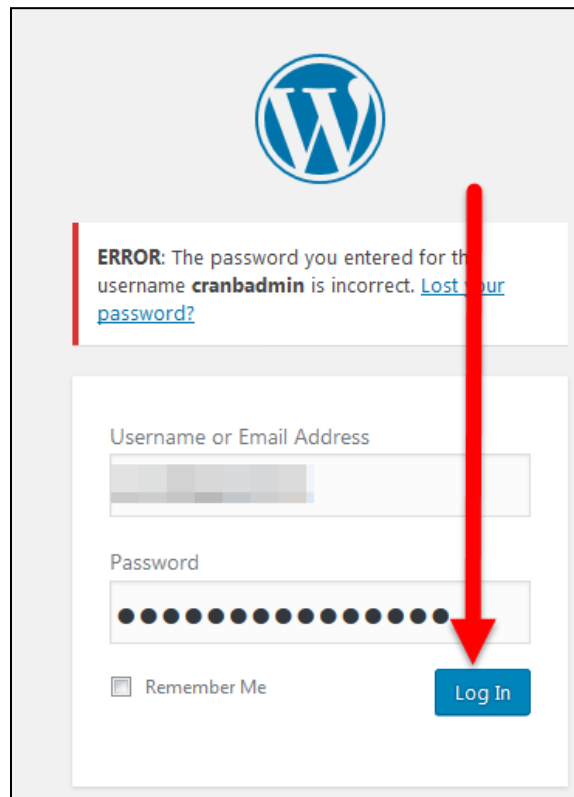 ERROR: The password you entered for the
username cranbadmin is incorrect. Lost your
password?
Username or Email Address
Password
Remember Me
Log In